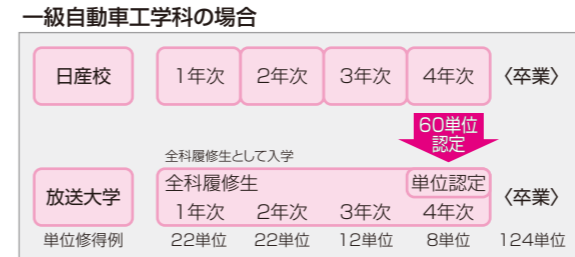 一級自動車工学科の場合
日産校 1年次 2年次 3年次 4年次 〈卒業〉
60単位
認定
全科履修生として入学
放送大学 全科履修生 単位認定 〈卒業〉
1年次 2年次 3年次 4年次
単位修得例 22単位 22単位 12単位 8単位 124単位